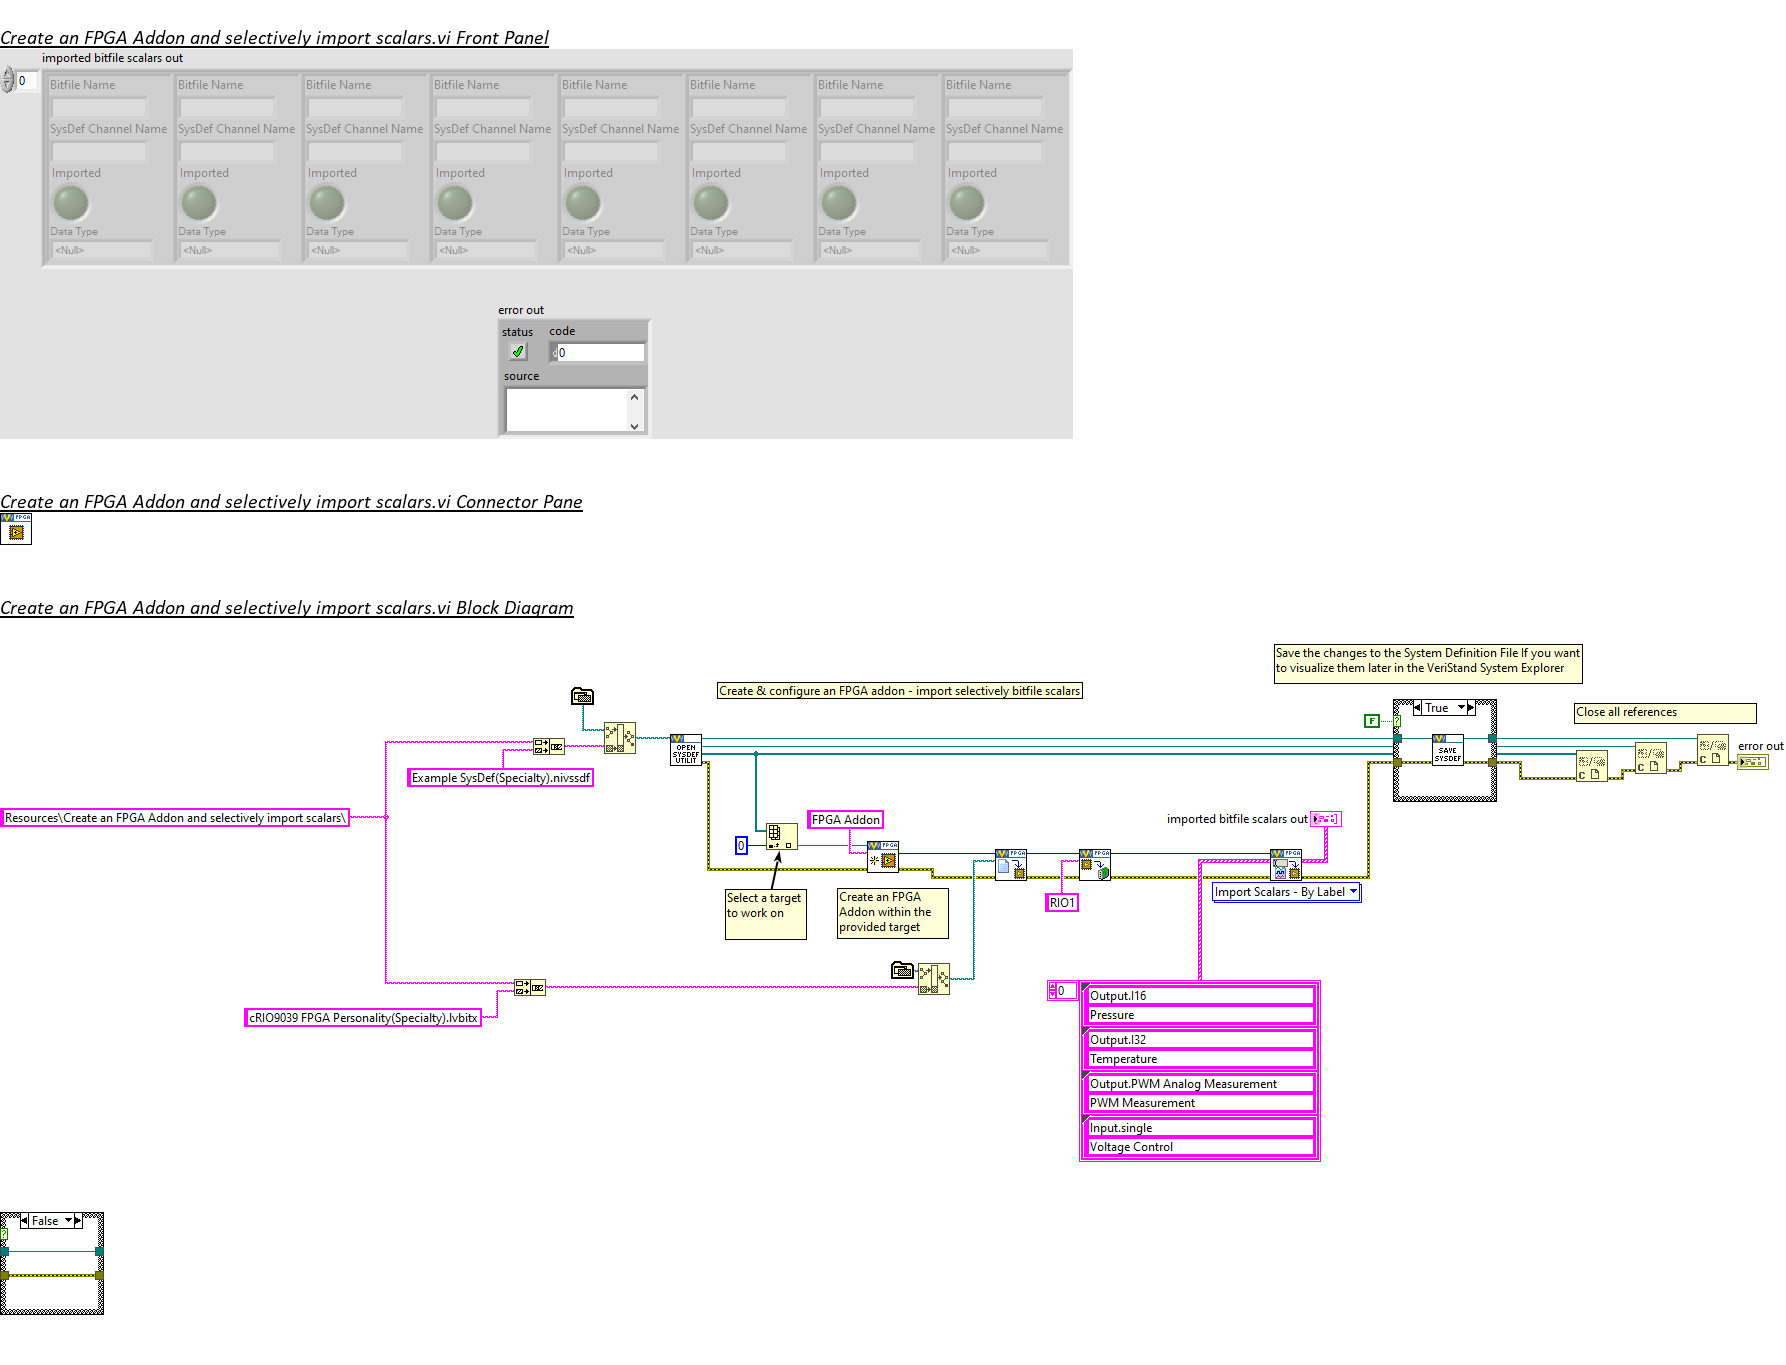 Create an FPGA Addon and selectively import scalars.vi Front Panel
imported bitfile scalars out
0
Bitfile Name Bitfile Name Bitfile Name Bitfile Name Bitfile Name Bitfile Name Bitfile Name Bitfile Name
SysDef Channel Name SysDef Channel Name SysDef Channel Name SysDef Channel Name SysDef Channel Name SysDef Channel Name SysDef Channel Name SysDef Channel Name
Imported Imported Imported Imported Imported Imported Imported Imported
Data Type Data Type Data Type Data Type Data Type Data Type Data Type Data Type
<Null> <Null> <Null> <Null> <Null> <Null> <Null> <Null>
error out
status code
d0
source
Create an FPGA Addon and selectively import scalars.vi Connector Pane
FPGA
Create an FPGA Addon and selectively import scalars.vi Block Diagram
Save the changes to the System Definition File If you want
to visualize them later in the VeriStand System Explorer
Create & configure an FPGA addon - import selectively bitfile scalars
True
Close all references
F
?
error out
OPEN
SYSDEF
UTILIT
SAVE
SYSDEF
C
C
C
Example SysDef(Specialty).nivssdf
Resources\Create an FPGA Addon and selectively import scalars\
FPGA Addon
imported bitfile scalars out
0
FPGA
FPGA
FPGA
FPGA
Select a target
to work on
Create an FPGA
Addon within the
provided target
RIO1
Import Scalars - By Label
cRIO9039 FPGA Personality(Specialty).lvbitx
0
Output.I16
Pressure
Output.I32
Temperature
Output.PWM Analog Measurement
PWM Measurement
Input.single
Voltage Control
False
?